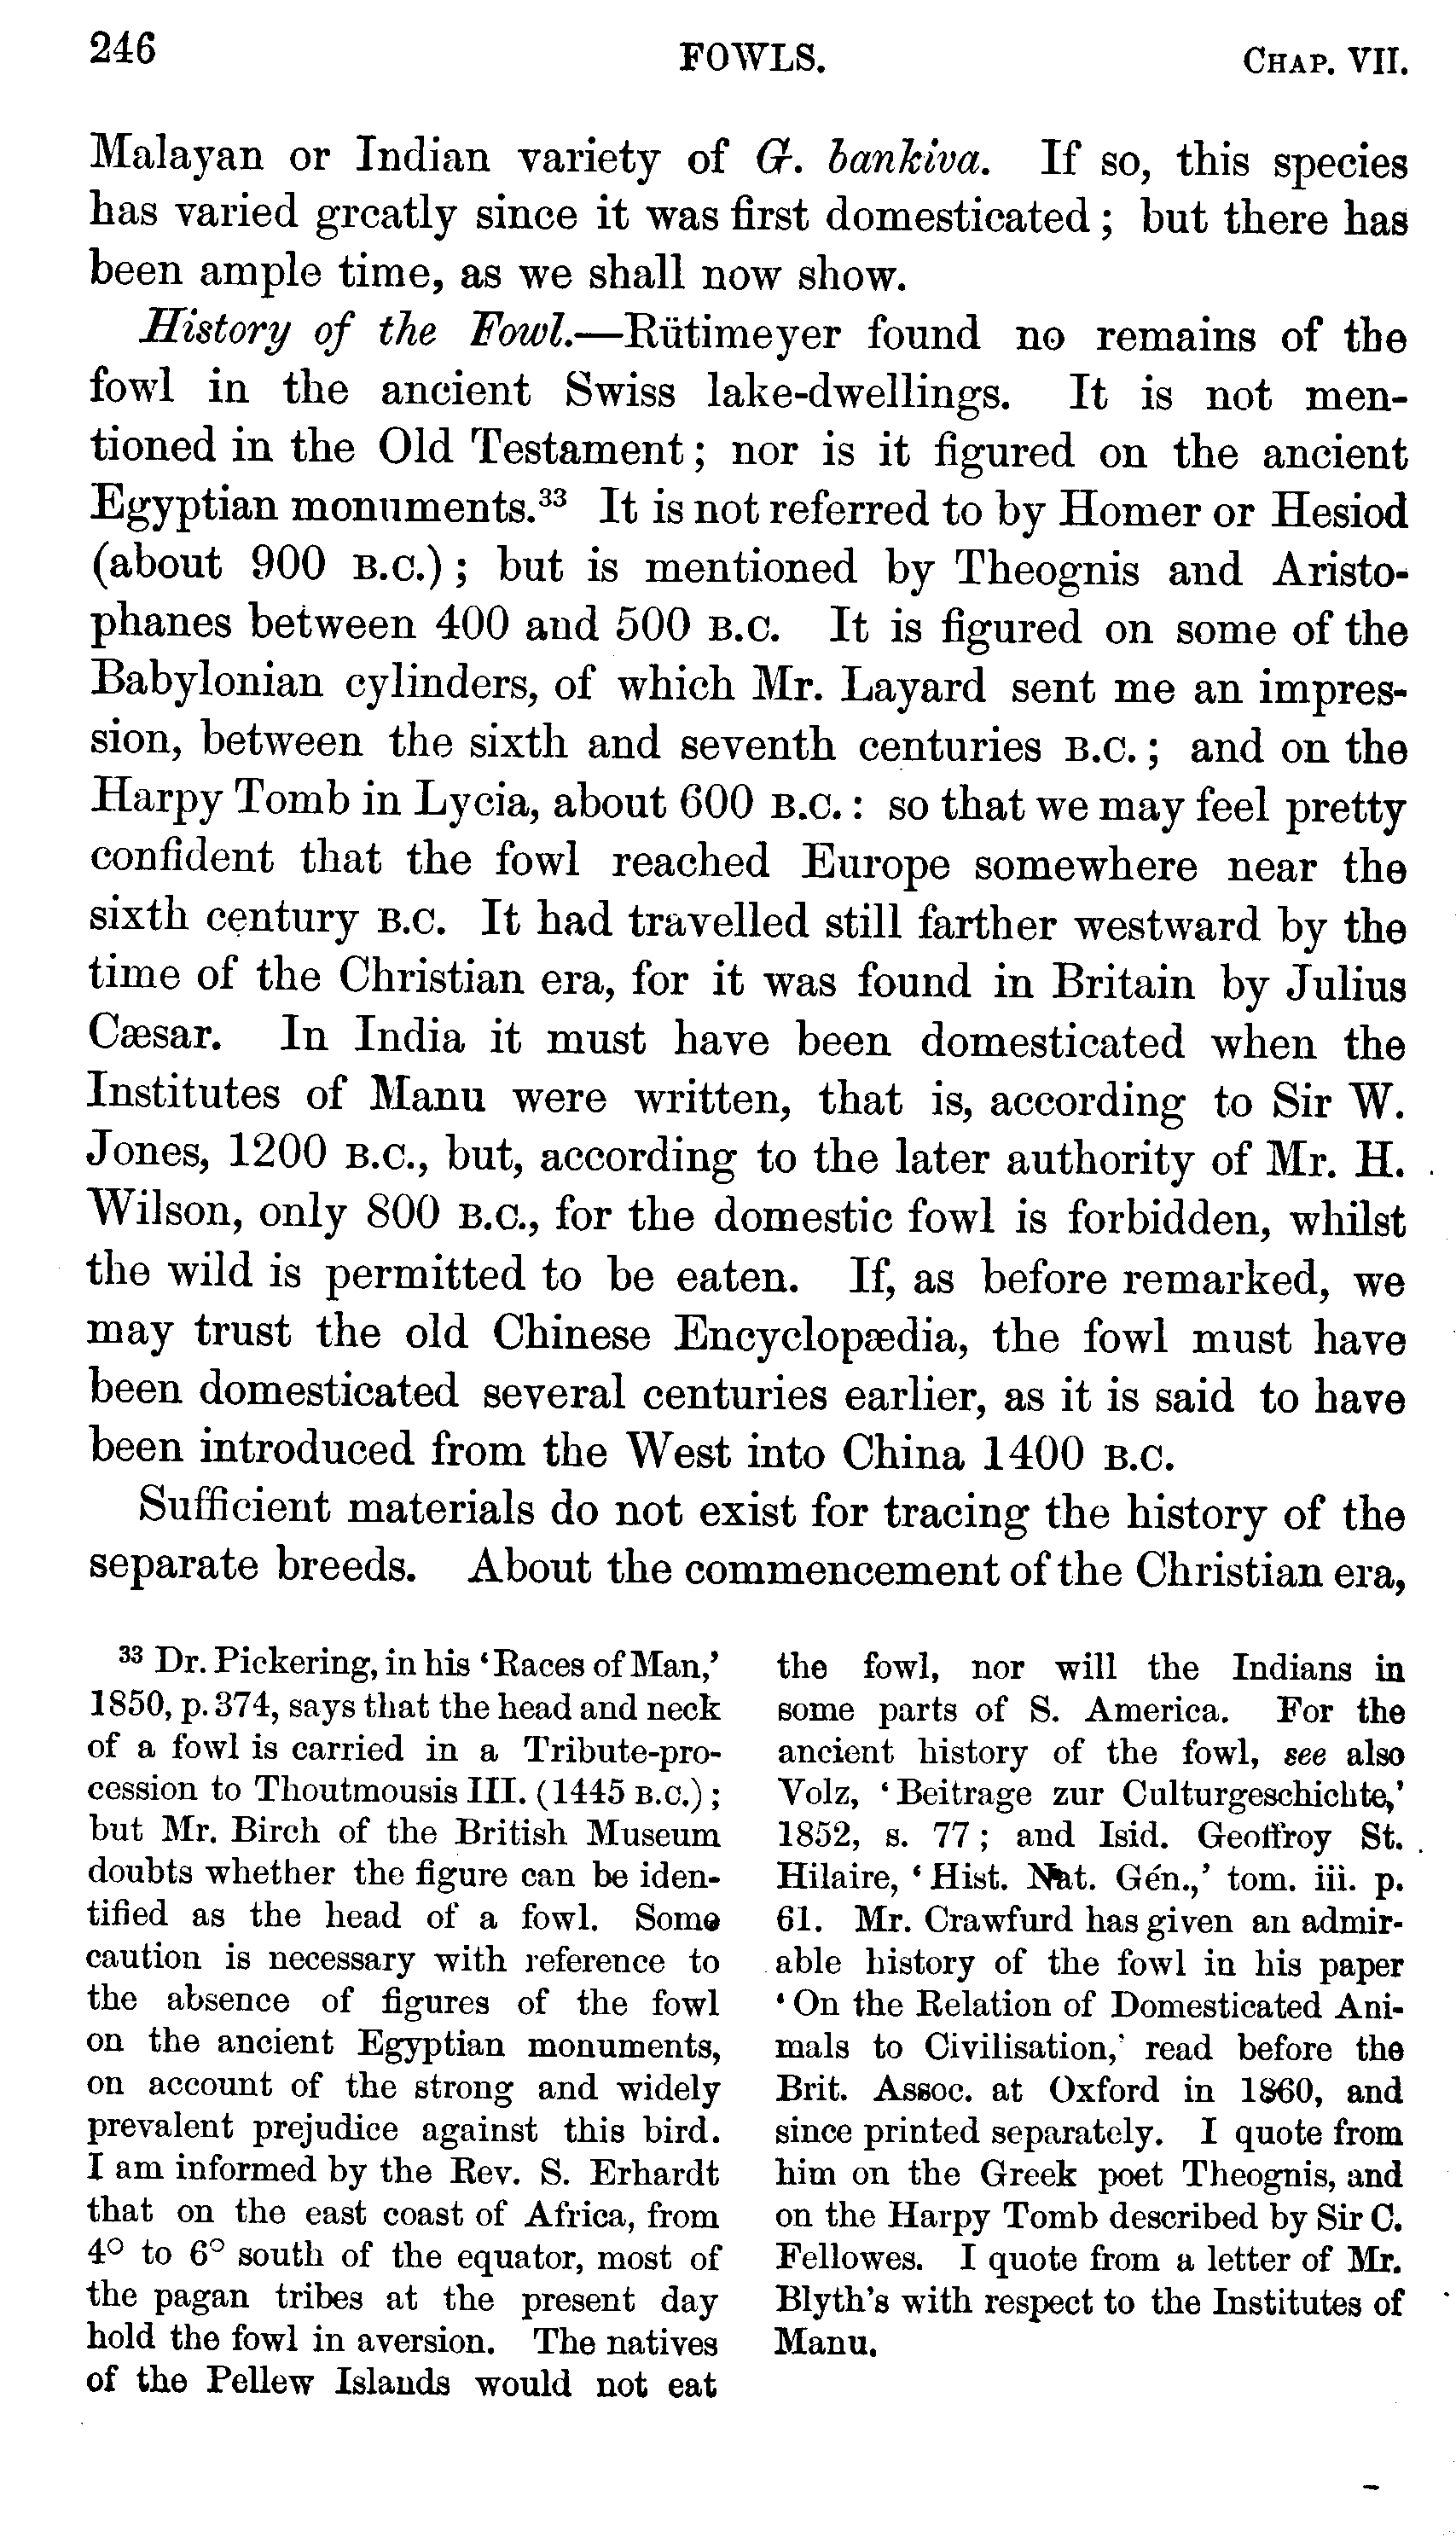 246 FOWLS. CHAP. VII.
Malayan or Indian variety of G. bankiva. If so, this species
has varied greatly since it was first domesticated; but there has
been ample time, as we shall now show.
History of the Fowl.—Rütimeyer found no remains of the
fowl in the ancient Swiss lake-dwellings. It is not men-
tioned in the Old Testament; nor is it figured on the ancient
Egyptian monuments.³³ It is not referred to by Homer or Hesiod
(about 900 B.C.); but is mentioned by Theognis and Aristo-
phanes between 400 and 500 B.C. It is figured on some of the
Babylonian cylinders, of which Mr. Layard sent me an impres-
sion, between the sixth and seventh centuries B.C.; and on the
Harpy Tomb in Lycia, about 600 B.C.: so that we may feel pretty
confident that the fowl reached Europe somewhere near the
sixth century B.C. It had travelled still farther westward by the
time of the Christian era, for it was found in Britain by Julius
Cæsar. In India it must have been domesticated when the
Institutes of Manu were written, that is, according to Sir W.
Jones, 1200 B.C., but, according to the later authority of Mr. H.
Wilson, only 800 B.C., for the domestic fowl is forbidden, whilst
the wild is permitted to be eaten. If, as before remarked, we
may trust the old Chinese Encyclopædia, the fowl must have
been domesticated several centuries earlier, as it is said to have
been introduced from the West into China 1400 B.C.
Sufficient materials do not exist for tracing the history of the
separate breeds. About the commencement of the Christian era,
³³ Dr. Pickering, in his ‘Races of Man,’
1850, p. 374, says that the head and neck
of a fowl is carried in a Tribute-pro-
cession to Thoutmousis III. (1445 B.C.);
but Mr. Birch of the British Museum
doubts whether the figure can be iden-
tified as the head of a fowl. Some
caution is necessary with reference to
the absence of figures of the fowl
on the ancient Egyptian monuments,
on account of the strong and widely
prevalent prejudice against this bird.
I am informed by the Rev. S. Erhardt
that on the east coast of Africa, from
4° to 6° south of the equator, most of
the pagan tribes at the present day
hold the fowl in aversion. The natives
of the Pellew Islands would not eat
the fowl, nor will the Indians in
some parts of S. America. For the
ancient history of the fowl, see also
Volz, ‘Beitrage zur Culturgeschichte,’
1852, s. 77; and Isid. Geoffroy St.
Hilaire, ‘Hist. Nat. Gén.,’ tom. iii. p.
61. Mr. Crawfurd has given an admir-
able history of the fowl in his paper
‘On the Relation of Domesticated Ani-
mals to Civilisation,’ read before the
Brit. Assoc. at Oxford in 1860, and
since printed separately. I quote from
him on the Greek poet Theognis, and
on the Harpy Tomb described by Sir C.
Fellowes. I quote from a letter of Mr.
Blyth's with respect to the Institutes of
Manu.